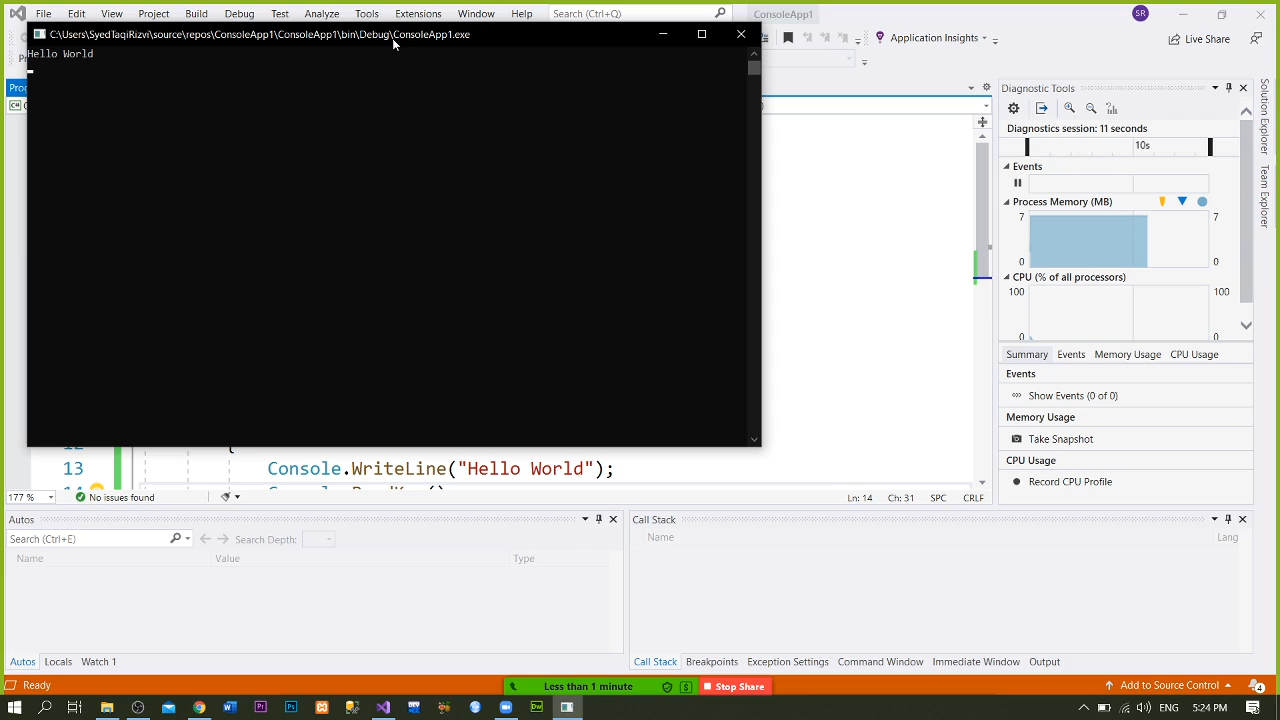 File Edit View Project Build Debug Test Analyze Tools Extensions Window Help Search (Ctrl+Q) ConsoleApp1 SR
C:\Users\SyedTaqiRizvi\source\repos\ConsoleApp1\ConsoleApp1\bin\Debug\ConsoleApp1.exe
Application Insights Live Share
Hello World
Diagnostic Tools
Diagnostics session: 11 seconds
10s
Events
Process Memory (MB)
7 7
0 0
CPU (% of all processors)
100 100
0 0
Summary Events Memory Usage CPU Usage
Events
Show Events (0 of 0)
Memory Usage
Take Snapshot
CPU Usage
Record CPU Profile
Solution Explorer
Team Explorer
12 {
13 Console.WriteLine("Hello World");
177 % No issues found Ln: 14 Ch: 31 SPC CRLF
Autos
Search (Ctrl+E) Search Depth:
Name Value Type
Call Stack
Name Lang
Autos Locals Watch 1
Call Stack Breakpoints Exception Settings Command Window Immediate Window Output
Ready Less than 1 minute Stop Share Add to Source Control 4
ENG 5:24 PM